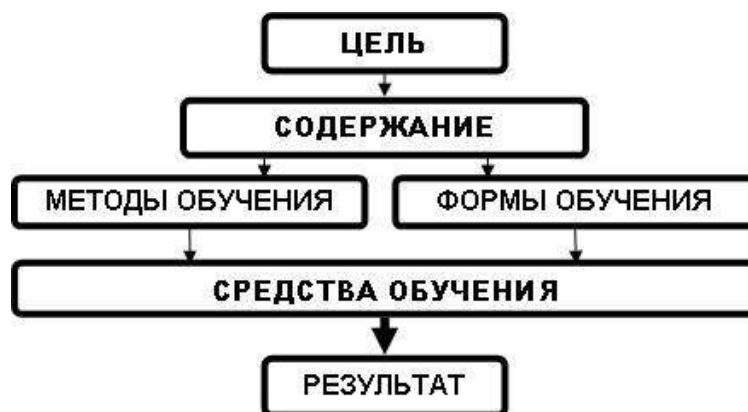 ЦЕЛЬ
СОДЕРЖАНИЕ
МЕТОДЫ ОБУЧЕНИЯ
ФОРМЫ ОБУЧЕНИЯ
СРЕДСТВА ОБУЧЕНИЯ
РЕЗУЛЬТАТ